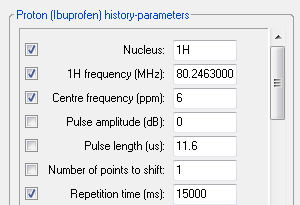 Proton (Ibuprofen) history-parameters
Nucleus: 1H
1H frequency (MHz): 80.2463000
Centre frequency (ppm): 6
Pulse amplitude (dB): 0
Pulse length (us): 11.6
Number of points to shift: 1
Repetition time (ms): 15000